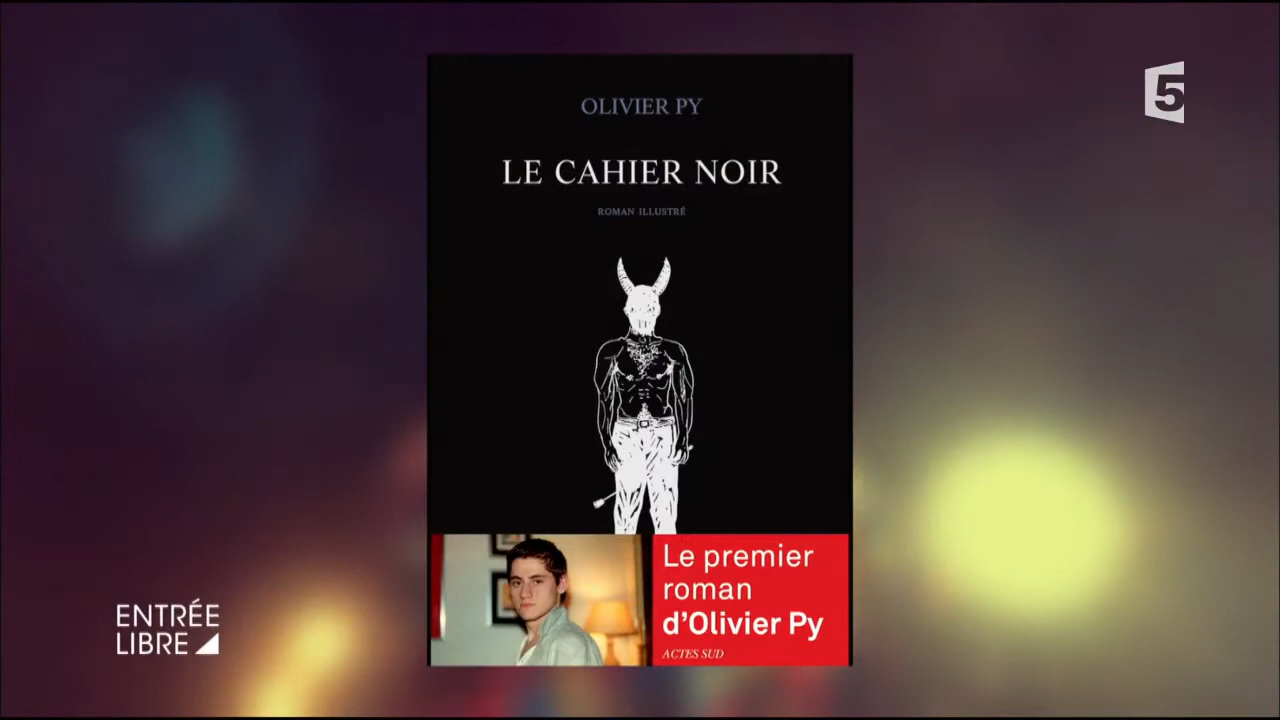 5
OLIVIER PY
LE CAHIER NOIR
ROMAN ILLUSTRÉ
Le premier
roman
d'Olivier Py
ACTES SUD
ENTRÉE
LIBRE